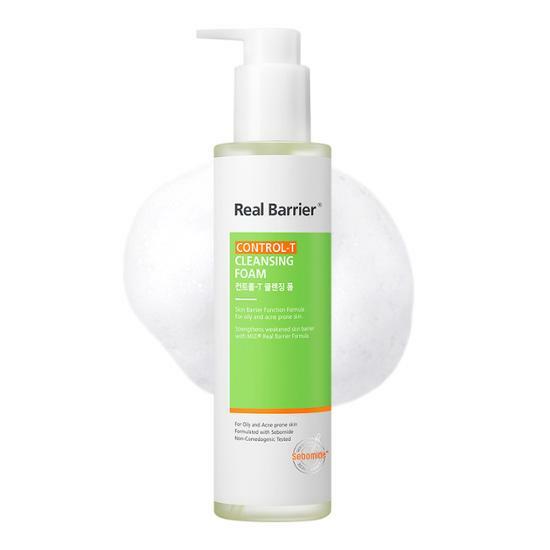 Real Barrier®
CONTROL-T
CLEANSING
FOAM
컨트롤-T 클렌징 폼
Skin Barrier Function Formula
For oily and acne prone skin.
Strengthens weakened skin barrier
with MLE® Real Barrier Formula
For Oily and Acne prone skin
Formulated with Sebomide
Non-Comedogenic Tested
Sebomide™